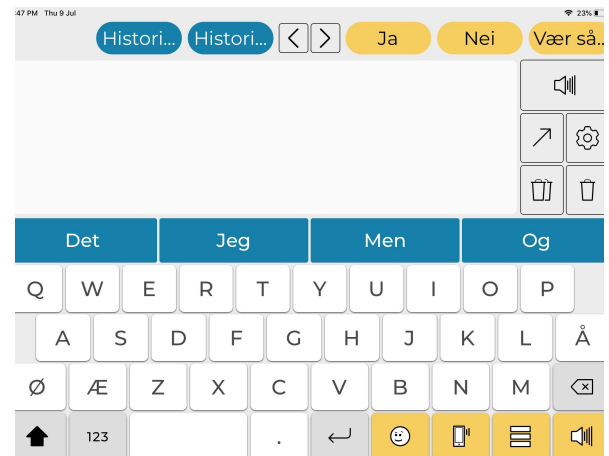 :47 PM Thu 9 Jul 23%
Histori... Histori... Ja Nei Vær så..
Det Jeg Men Og
Q W E R T Y U I O P
A S D F G H J K L Å
Ø Æ Z X C V B N M
123 .